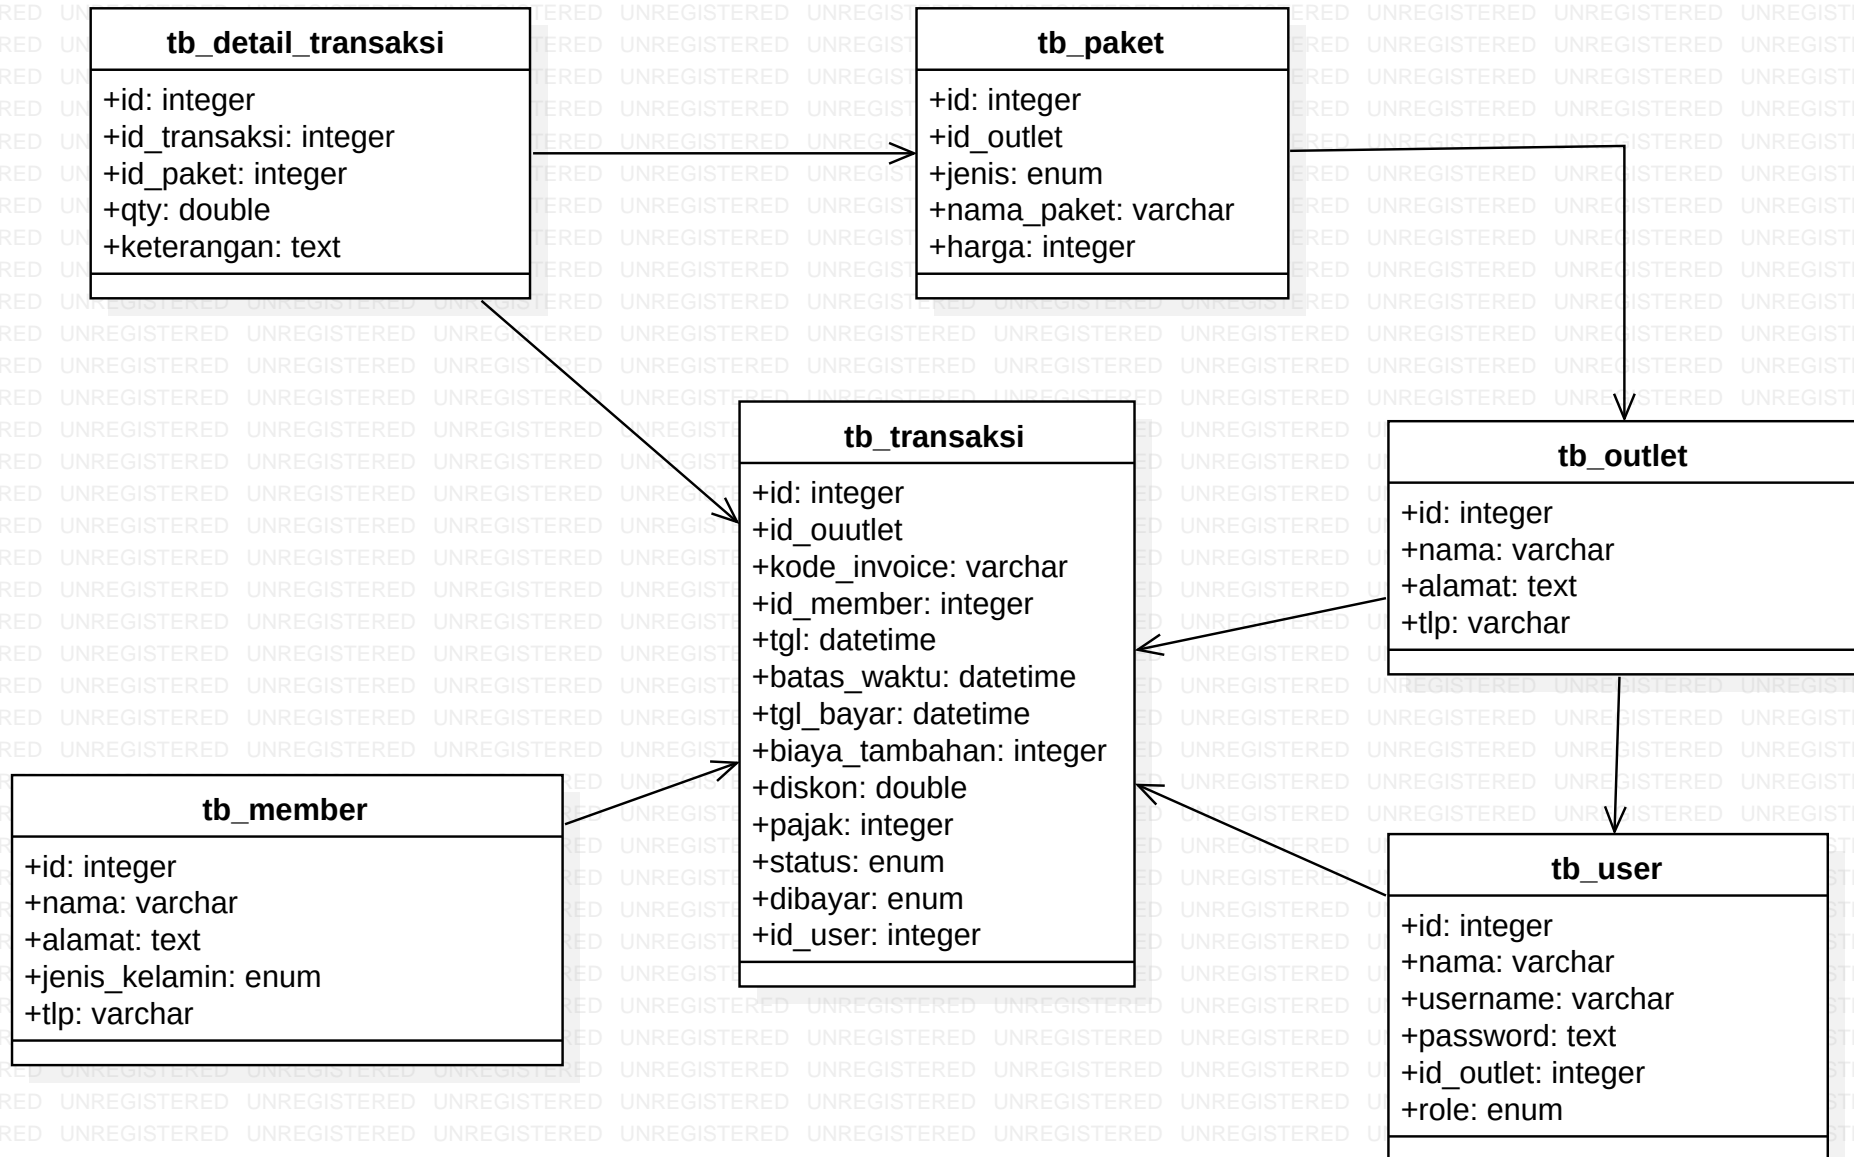 tb_detail_transaksi
+id: integer
+id_transaksi: integer
+id_paket: integer
+qty: double
+keterangan: text
tb_paket
+id: integer
+id_outlet
+jenis: enum
+nama_paket: varchar
+harga: integer
tb_transaksi
+id: integer
+id_ouutlet
+kode_invoice: varchar
+id_member: integer
+tgl: datetime
+batas_waktu: datetime
+tgl_bayar: datetime
+biaya_tambahan: integer
+diskon: double
+pajak: integer
+status: enum
+dibayar: enum
+id_user: integer
tb_outlet
+id: integer
+nama: varchar
+alamat: text
+tlp: varchar
tb_member
+id: integer
+nama: varchar
+alamat: text
+jenis_kelamin: enum
+tlp: varchar
tb_user
+id: integer
+nama: varchar
+username: varchar
+password: text
+id_outlet: integer
+role: enum
UNREGISTERED